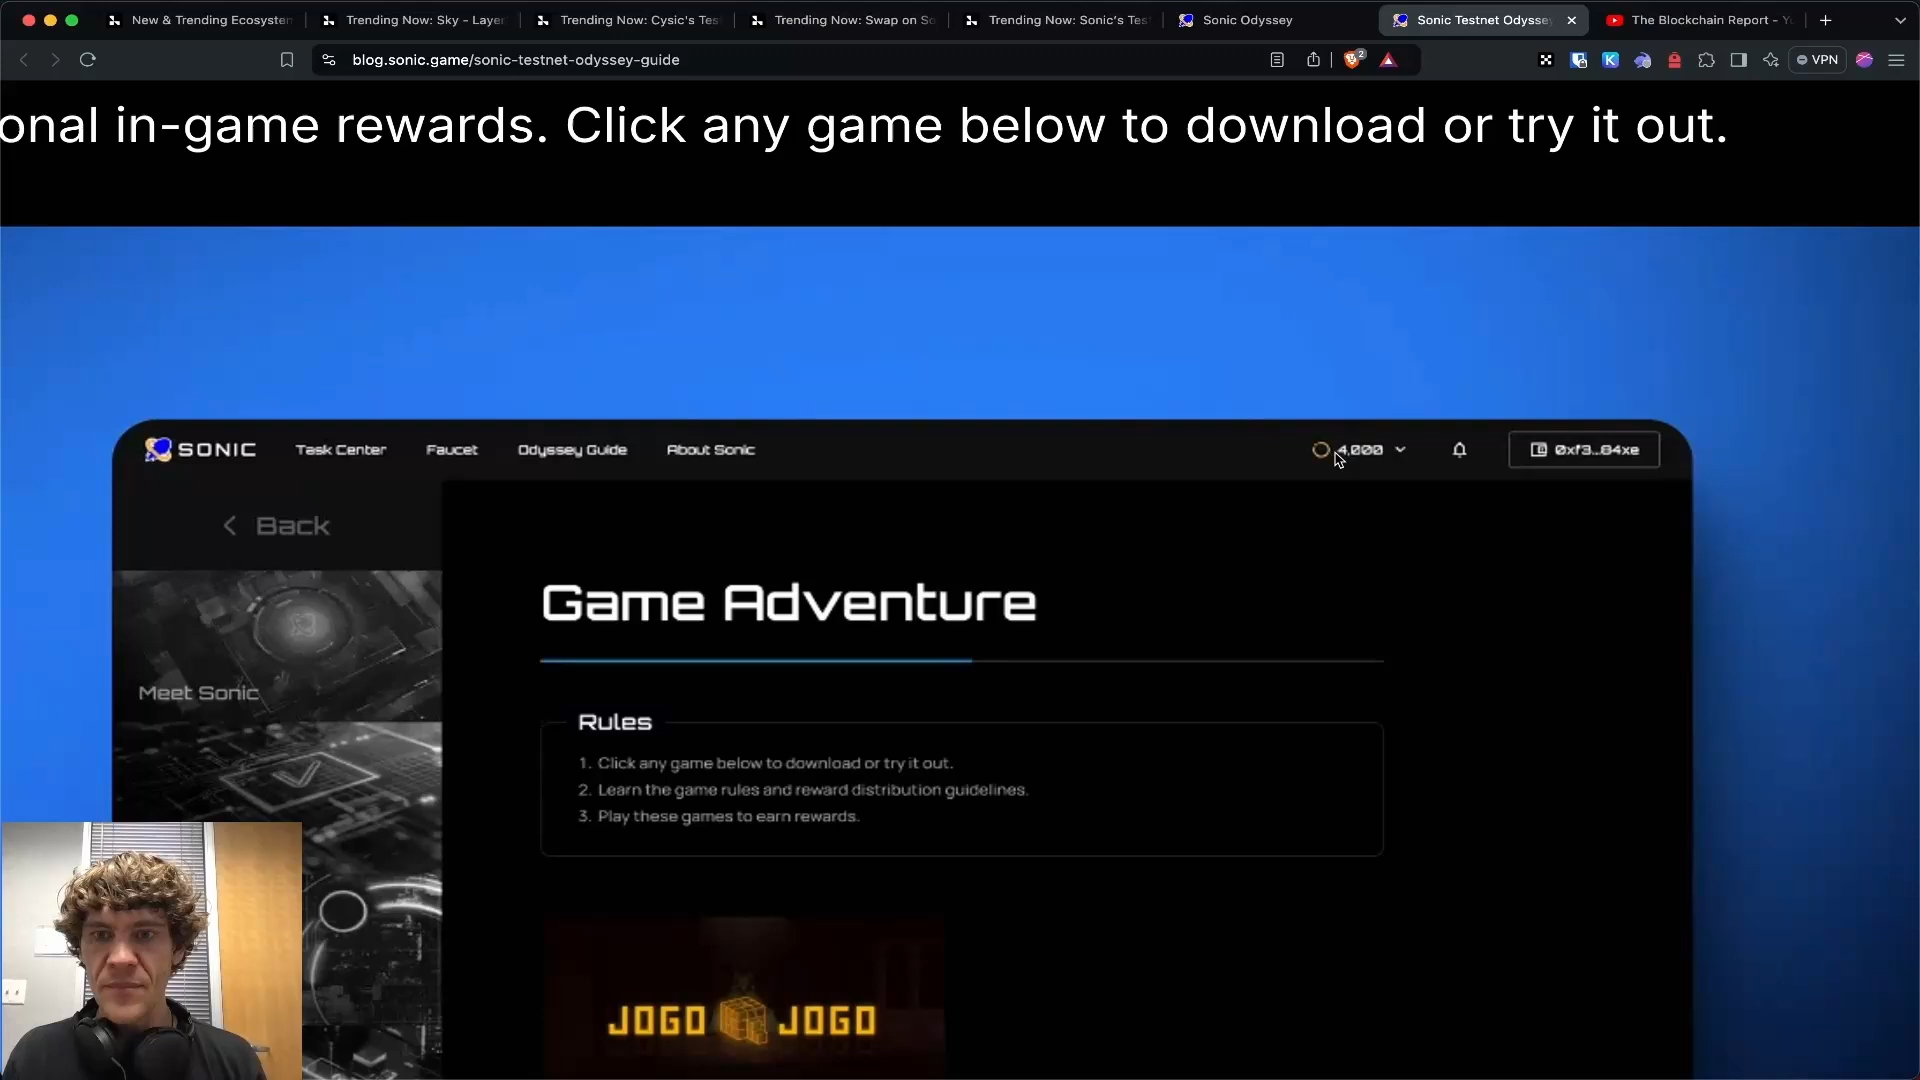 New & Trending Ecosystem
Trending Now: Sky - Layer
Trending Now: Cysic's Tes
Trending Now: Swap on So
Trending Now: Sonic's Tes
Sonic Odyssey
Sonic Testnet Odyssey
The Blockchain Report - Yo
blog.sonic.game/sonic-testnet-odyssey-guide
2
VPN
onal in-game rewards. Click any game below to download or try it out.
SONIC
Task Center
Faucet
Odyssey Guide
About Sonic
4,000
0xf3...84xe
Back
Game Adventure
Meet Sonic
Rules
1. Click any game below to download or try it out.
2. Learn the game rules and reward distribution guidelines.
3. Play these games to earn rewards.
JOGO JOGO